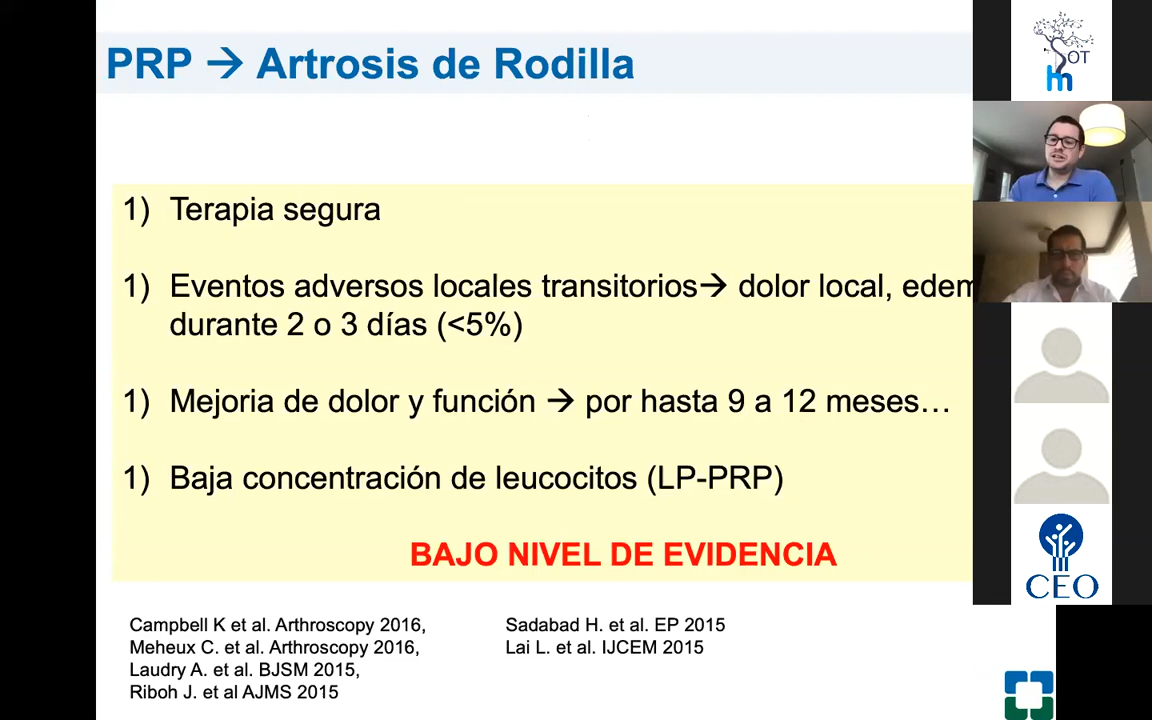 PRP → Artrosis de Rodilla
1) Terapia segura
1) Eventos adversos locales transitorios→ dolor local,
durante 2 o 3 días (<5%)
1) Mejoria de dolor y función → por hasta 9 a 12 meses…
1) Baja concentración de leucocitos (LP-PRP)
BAJO NIVEL DE EVIDENCIA
Campbell K et al. Arthroscopy 2016,
Meheux C. et al. Arthroscopy 2016,
Laudry A. et al. BJSM 2015,
Riboh J. et al AJMS 2015
Sadabad H. et al. EP 2015
Lai L. et al. IJCEM 2015
OT
hm
CEO